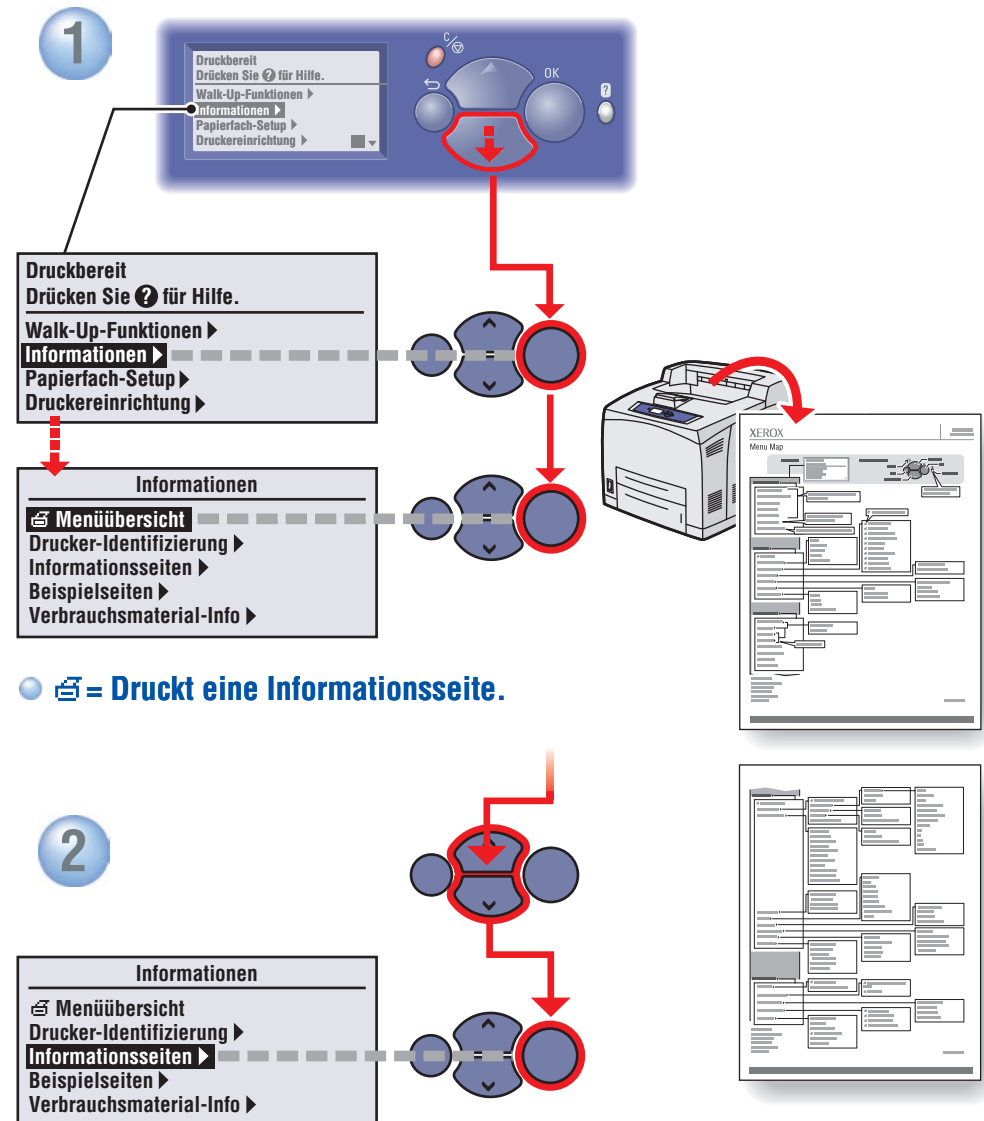 1
Druckbereit
Drücken Sie ? für Hilfe.
Walk-Up-Funktionen
Informationen
Papierfach-Setup
Druckereinrichtung
C/
OK
?
Druckbereit
Drücken Sie ? für Hilfe.
Walk-Up-Funktionen
Informationen
Papierfach-Setup
Druckereinrichtung
XEROX
Menu Map
Informationen
Menüübersicht
Drucker-Identifizierung
Informationsseiten
Beispielseiten
Verbrauchsmaterial-Info
= Druckt eine Informationsseite.
2
Informationen
Menüübersicht
Drucker-Identifizierung
Informationsseiten
Beispielseiten
Verbrauchsmaterial-Info